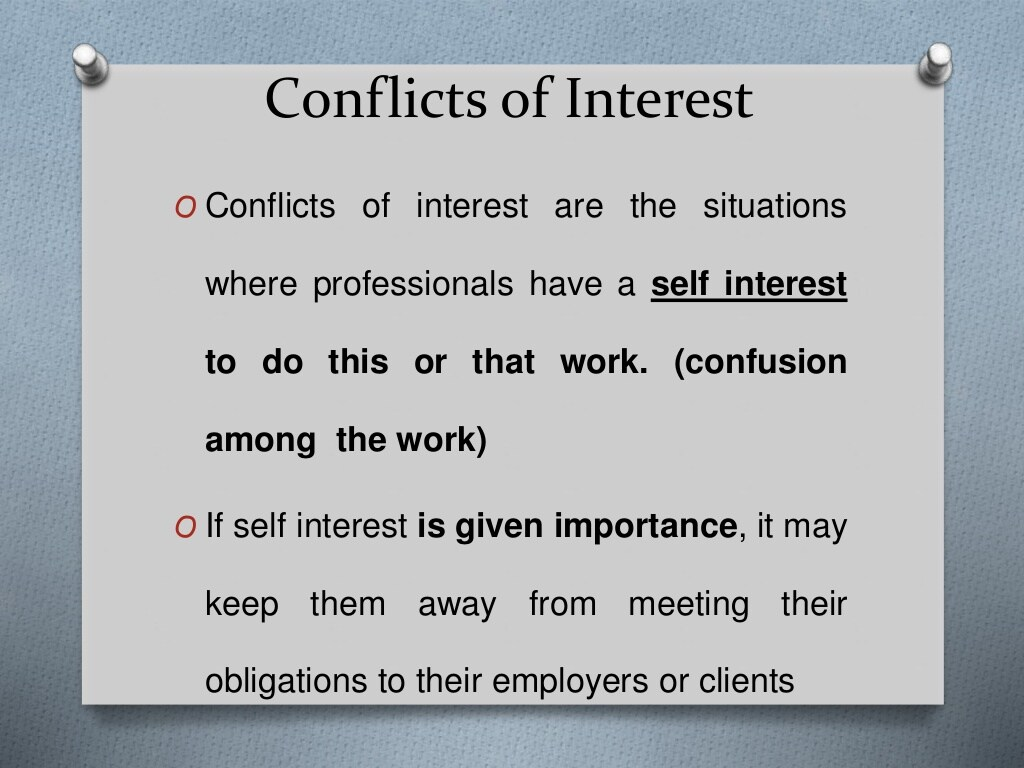 Conflicts of Interest
O Conflicts of interest are the situations
where professionals have a self interest
to do this or that work. (confusion
among the work)
O If self interest is given importance, it may
keep them away from meeting their
obligations to their employers or clients